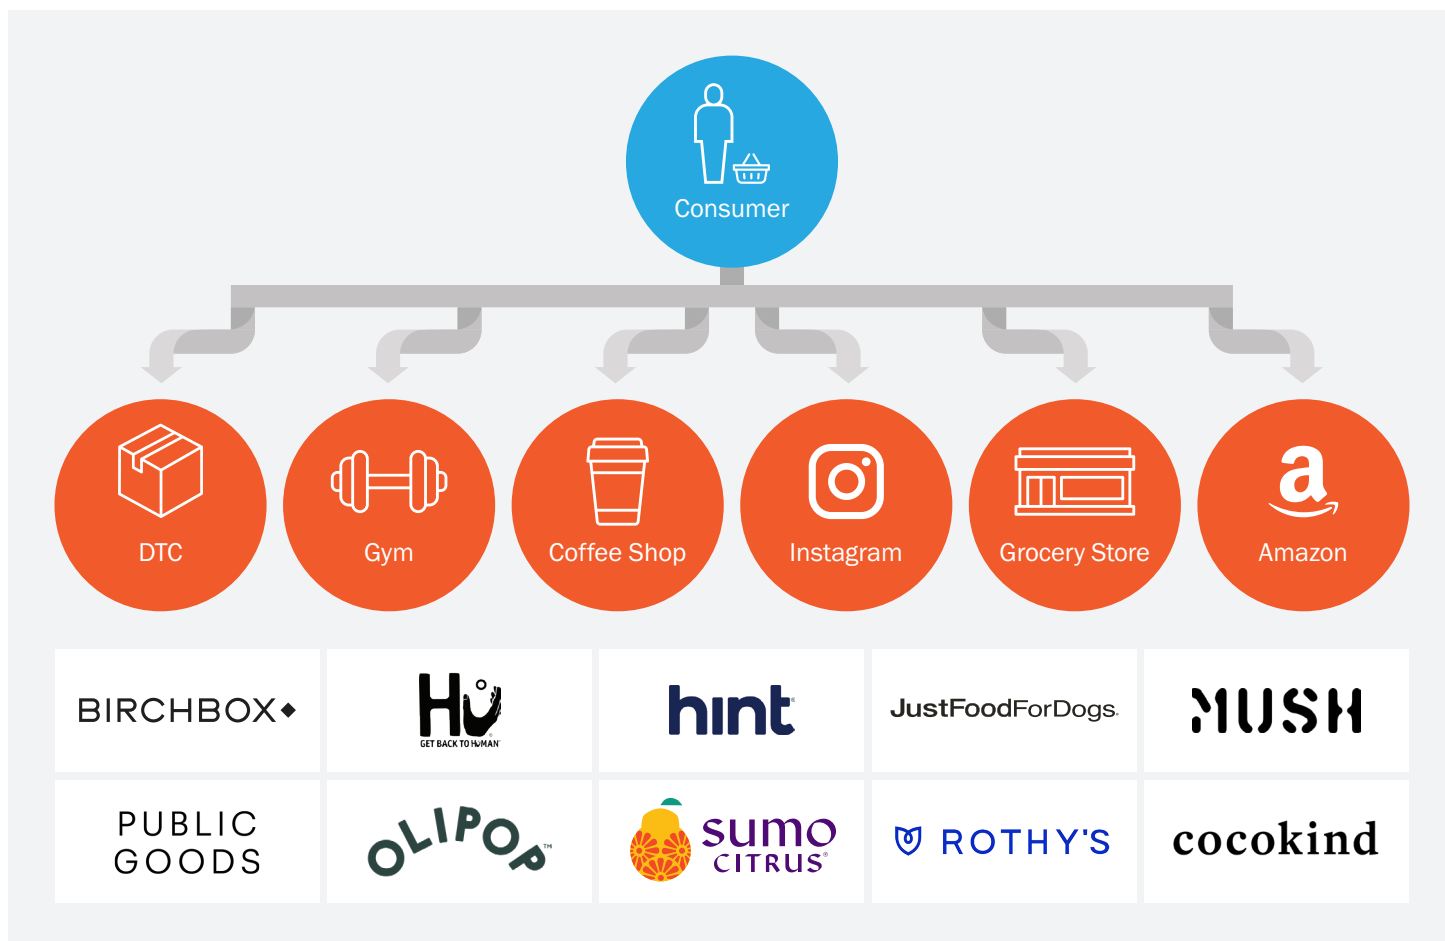 Consumer
DTC
Gym
Coffee Shop
Instagram
Grocery Store
a
Amazon
BIRCHBOX
HU
GET BACK TO HUMAN
hint
JustFoodForDogs
MUSH
PUBLIC
GOODS
OLIPOP™
sumo
CITRUS®
ROTHY'S
cocokind